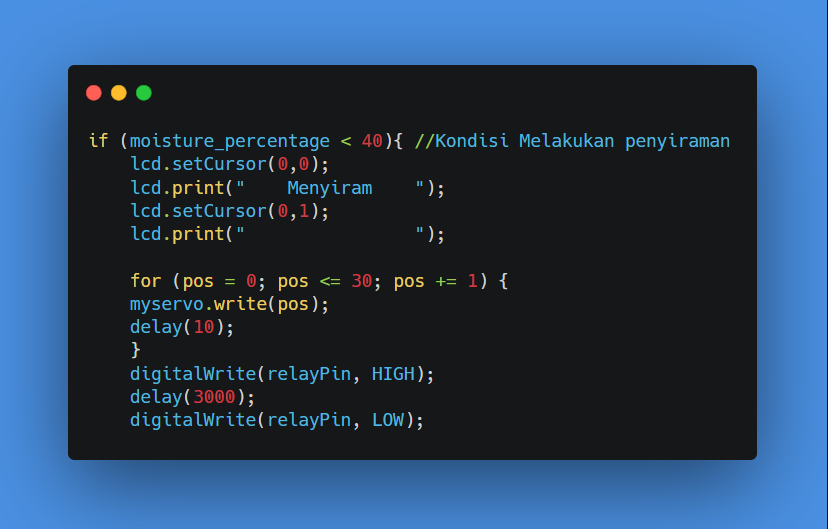 if (moisture_percentage < 40){ //Kondisi Melakukan penyiraman
    lcd.setCursor(0,0);
    lcd.print("    Menyiram    ");
    lcd.setCursor(0,1);
    lcd.print("                ");

    for (pos = 0; pos <= 30; pos += 1) {
    myservo.write(pos);
    delay(10);
    }
    digitalWrite(relayPin, HIGH);
    delay(3000);
    digitalWrite(relayPin, LOW);